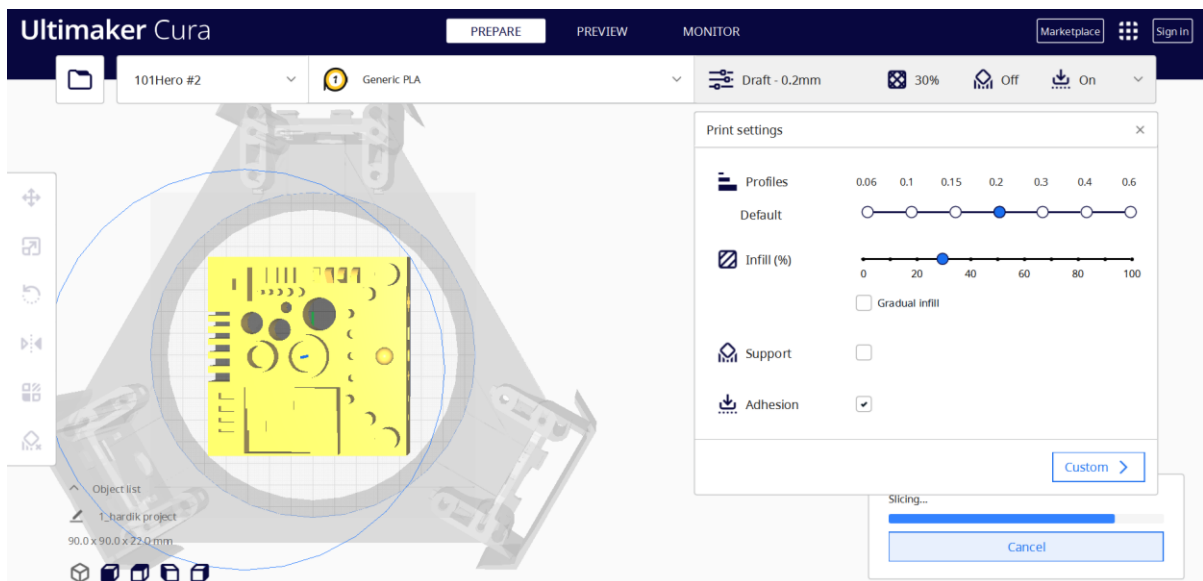 Ultimaker Cura
PREPARE PREVIEW MONITOR
Marketplace Sign in
101Hero #2
1 Generic PLA
Draft - 0.2mm 30% Off On
Print settings
Profiles 0.06 0.1 0.15 0.2 0.3 0.4 0.6
Default
Infill (%)
0 20 40 60 80 100
Gradual infill
Support
Adhesion
Custom
Object list
1_hardik project
90.0 x 90.0 x 22.0 mm
Slicing...
Cancel